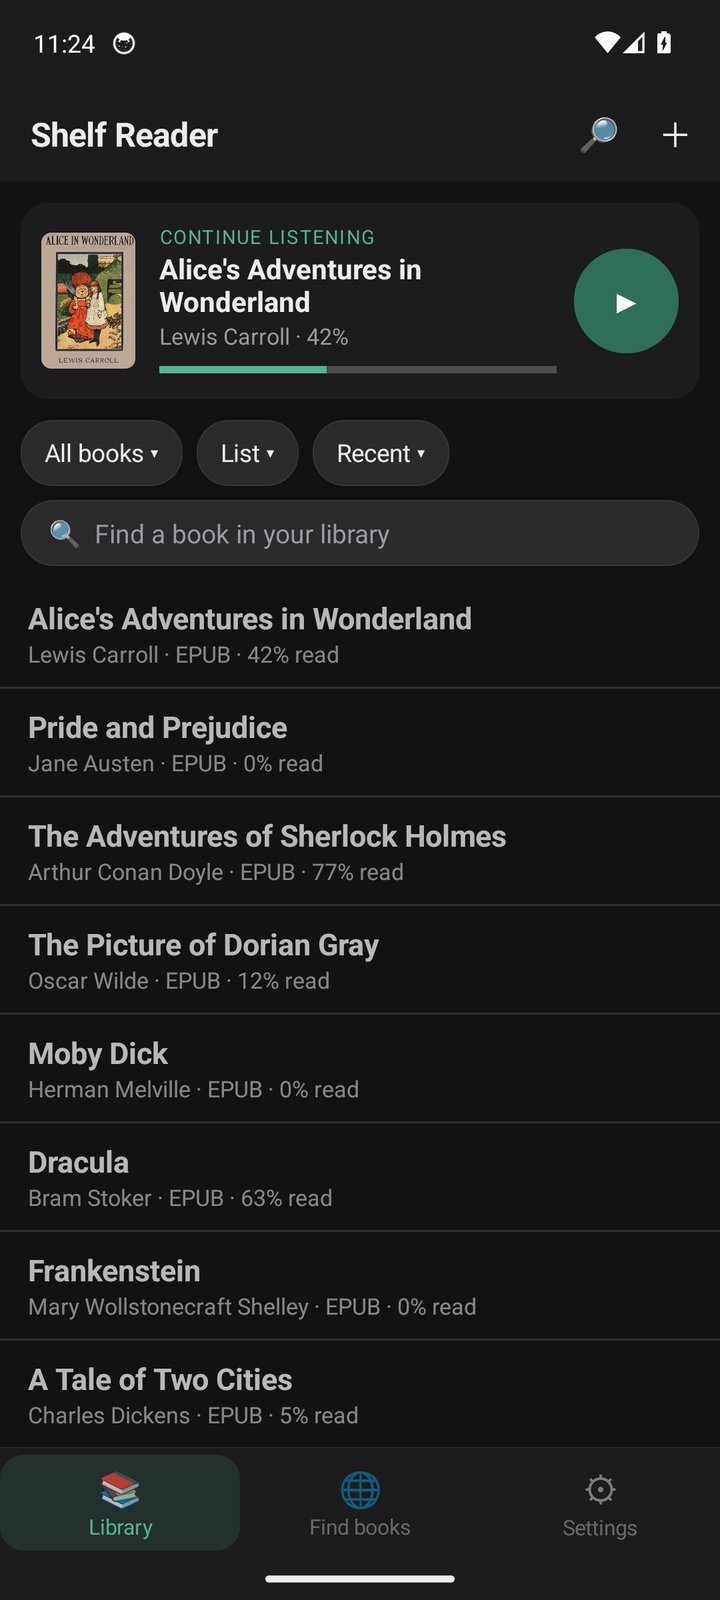 11:24
Shelf Reader
ALICE IN WONDERLAND
LEWIS CARROLL
CONTINUE LISTENING
Alice's Adventures in
Wonderland
Lewis Carroll · 42%
All books ▾
List ▾
Recent ▾
Find a book in your library
Alice's Adventures in Wonderland
Lewis Carroll · EPUB · 42% read
Pride and Prejudice
Jane Austen · EPUB · 0% read
The Adventures of Sherlock Holmes
Arthur Conan Doyle · EPUB · 77% read
The Picture of Dorian Gray
Oscar Wilde · EPUB · 12% read
Moby Dick
Herman Melville · EPUB · 0% read
Dracula
Bram Stoker · EPUB · 63% read
Frankenstein
Mary Wollstonecraft Shelley · EPUB · 0% read
A Tale of Two Cities
Charles Dickens · EPUB · 5% read
Library
Find books
Settings